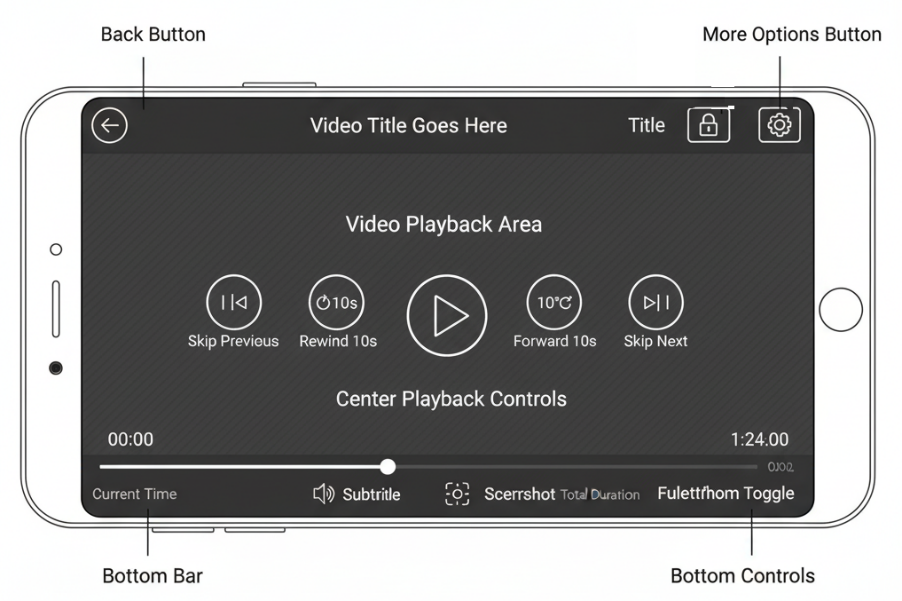 Back Button
More Options Button
Video Title Goes Here
Title
Video Playback Area
10s
10°C
Skip Previous
Rewind 10s
Forward 10s
Skip Next
Center Playback Controls
00:00
1:24.00
Current Time
Subtritle
Scerrshot
Total Duration
Fulettfhom Toggle
Bottom Bar
Bottom Controls